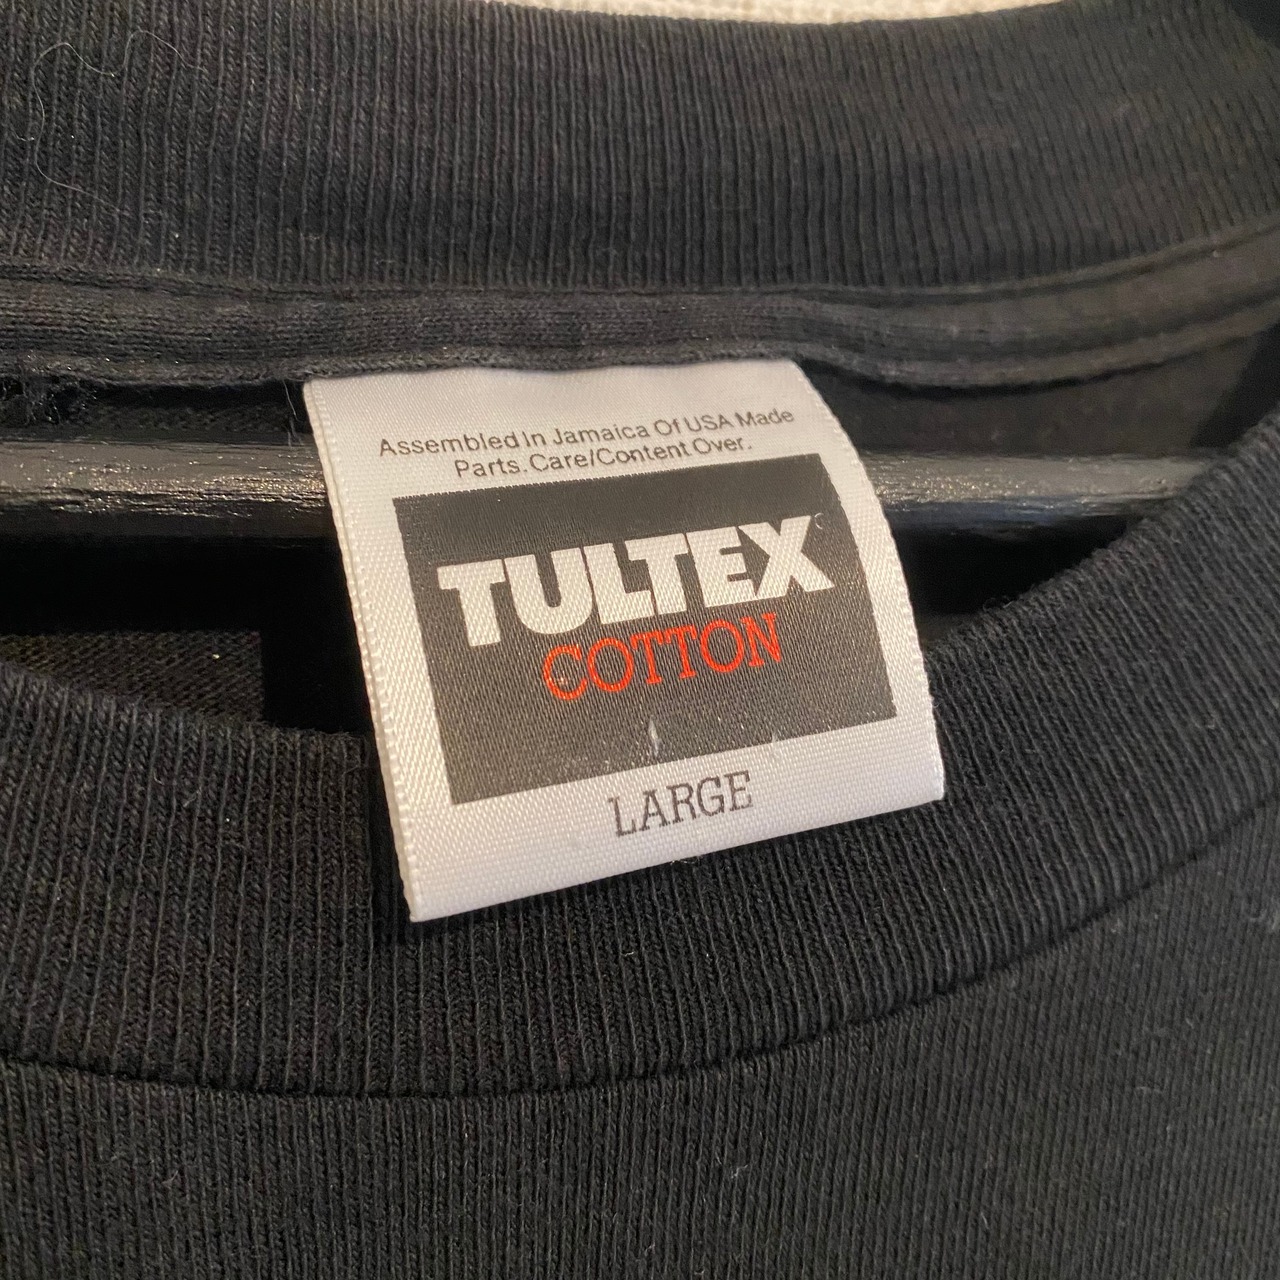 Assembled In Jamaica Of USA Made
Parts. Care/Content Over.
TULTEX
COTTON
LARGE